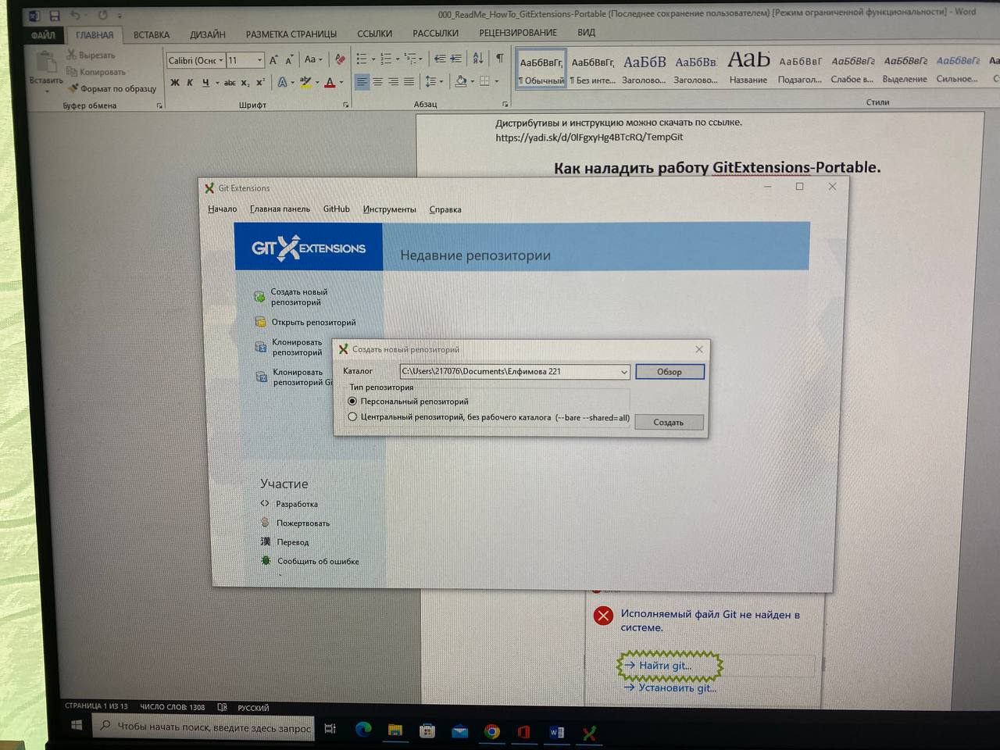 000_ReadMe_HowTo_GitExtensions-Portable (Последнее сохранение пользователем) [Режим ограниченной функциональности] - Word
ФАЙЛ ГЛАВНАЯ ВСТАВКА ДИЗАЙН РАЗМЕТКА СТРАНИЦЫ ССЫЛКИ РАССЫЛКИ РЕЦЕНЗИРОВАНИЕ ВИД
Вставить
Вырезать
Копировать
Формат по образцу
Буфер обмена
Calibri (Оснс 11
Aa
Ж К Ч abc x₂ x²
Шрифт
Абзац
АаБбВвГг, АаБбВвГг, АаБбВ АаБбВв АаЬ АаБбВвГ АаБбВвГг АаБбВвГг АаБбВвГг
¶ Обычный ¶ Без инте... Заголово... Заголово... Название Подзагол... Слабое в... Выделение Сильное...
Стили
Дистрибутивы и инструкцию можно скачать по ссылке.
https://yadi.sk/d/0lFgxyHg4BTcRQ/TempGit
Как наладить работу GitExtensions-Portable.
Git Extensions
Начало Главная панель GitHub Инструменты Справка
GIT EXTENSIONS
Недавние репозитории
Создать новый
репозиторий
Открыть репозиторий
Клонировать
репозиторий
Клонировать
репозиторий Gi
Создать новый репозиторий
Каталог C:\Users\217076\Documents\Елфимова 221 Обзор
Тип репозитория
Персональный репозиторий
Центральный репозиторий, без рабочего каталога (--bare --shared=all)
Создать
Участие
Разработка
Пожертвовать
漢 Перевод
Сообщить об ошибке
Исполняемый файл Git не найден в
системе.
Найти git...
Установить git...
СТРАНИЦА 1 ИЗ 13 ЧИСЛО СЛОВ: 1308 РУССКИЙ
Чтобы начать поиск, введите здесь запрос